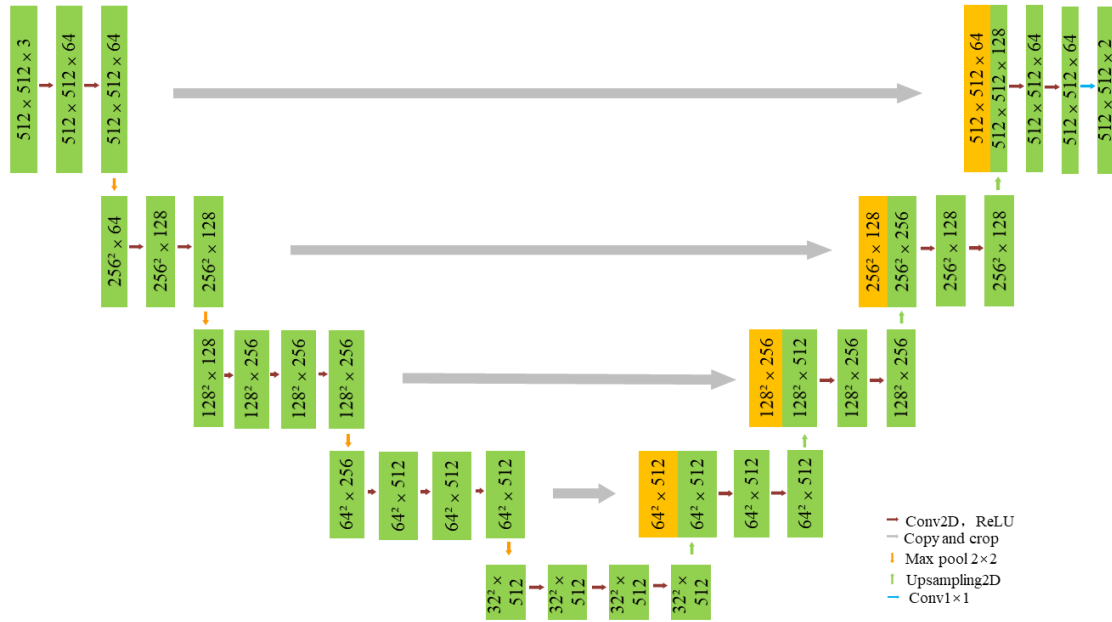 512 × 512 × 3
512 × 512 × 64
512 × 512 × 64
512 × 512 × 64
512 × 512 × 128
512 × 512 × 64
512 × 512 × 64
512 × 512 × 2
256² × 64
256² × 128
256² × 128
256² × 128
256² × 256
256² × 128
256² × 128
128² × 128
128² × 256
128² × 256
128² × 256
128² × 256
128² × 512
128² × 256
128² × 256
64² × 256
64² × 512
64² × 512
64² × 512
64² × 512
64² × 512
64² × 512
64² × 512
32² ×
512
32² ×
512
32² ×
512
32² ×
512
Conv2D，ReLU
Copy and crop
Max pool 2×2
Upsampling2D
Conv1×1